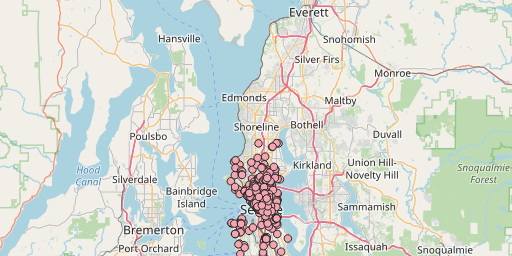 Everett
Hansville
Snohomish
Silver Firs
Monroe
Edmonds
Maltby
Shoreline
Bothell
Duvall
Poulsbo
Kirkland
Union Hill-
Novelty Hill
Hood
Canal
Snoqualmie
Forest
Silverdale
Bainbridge
Island
Sammamish
Bremerton
Port Orchard
Issaquah
Snoqualmie